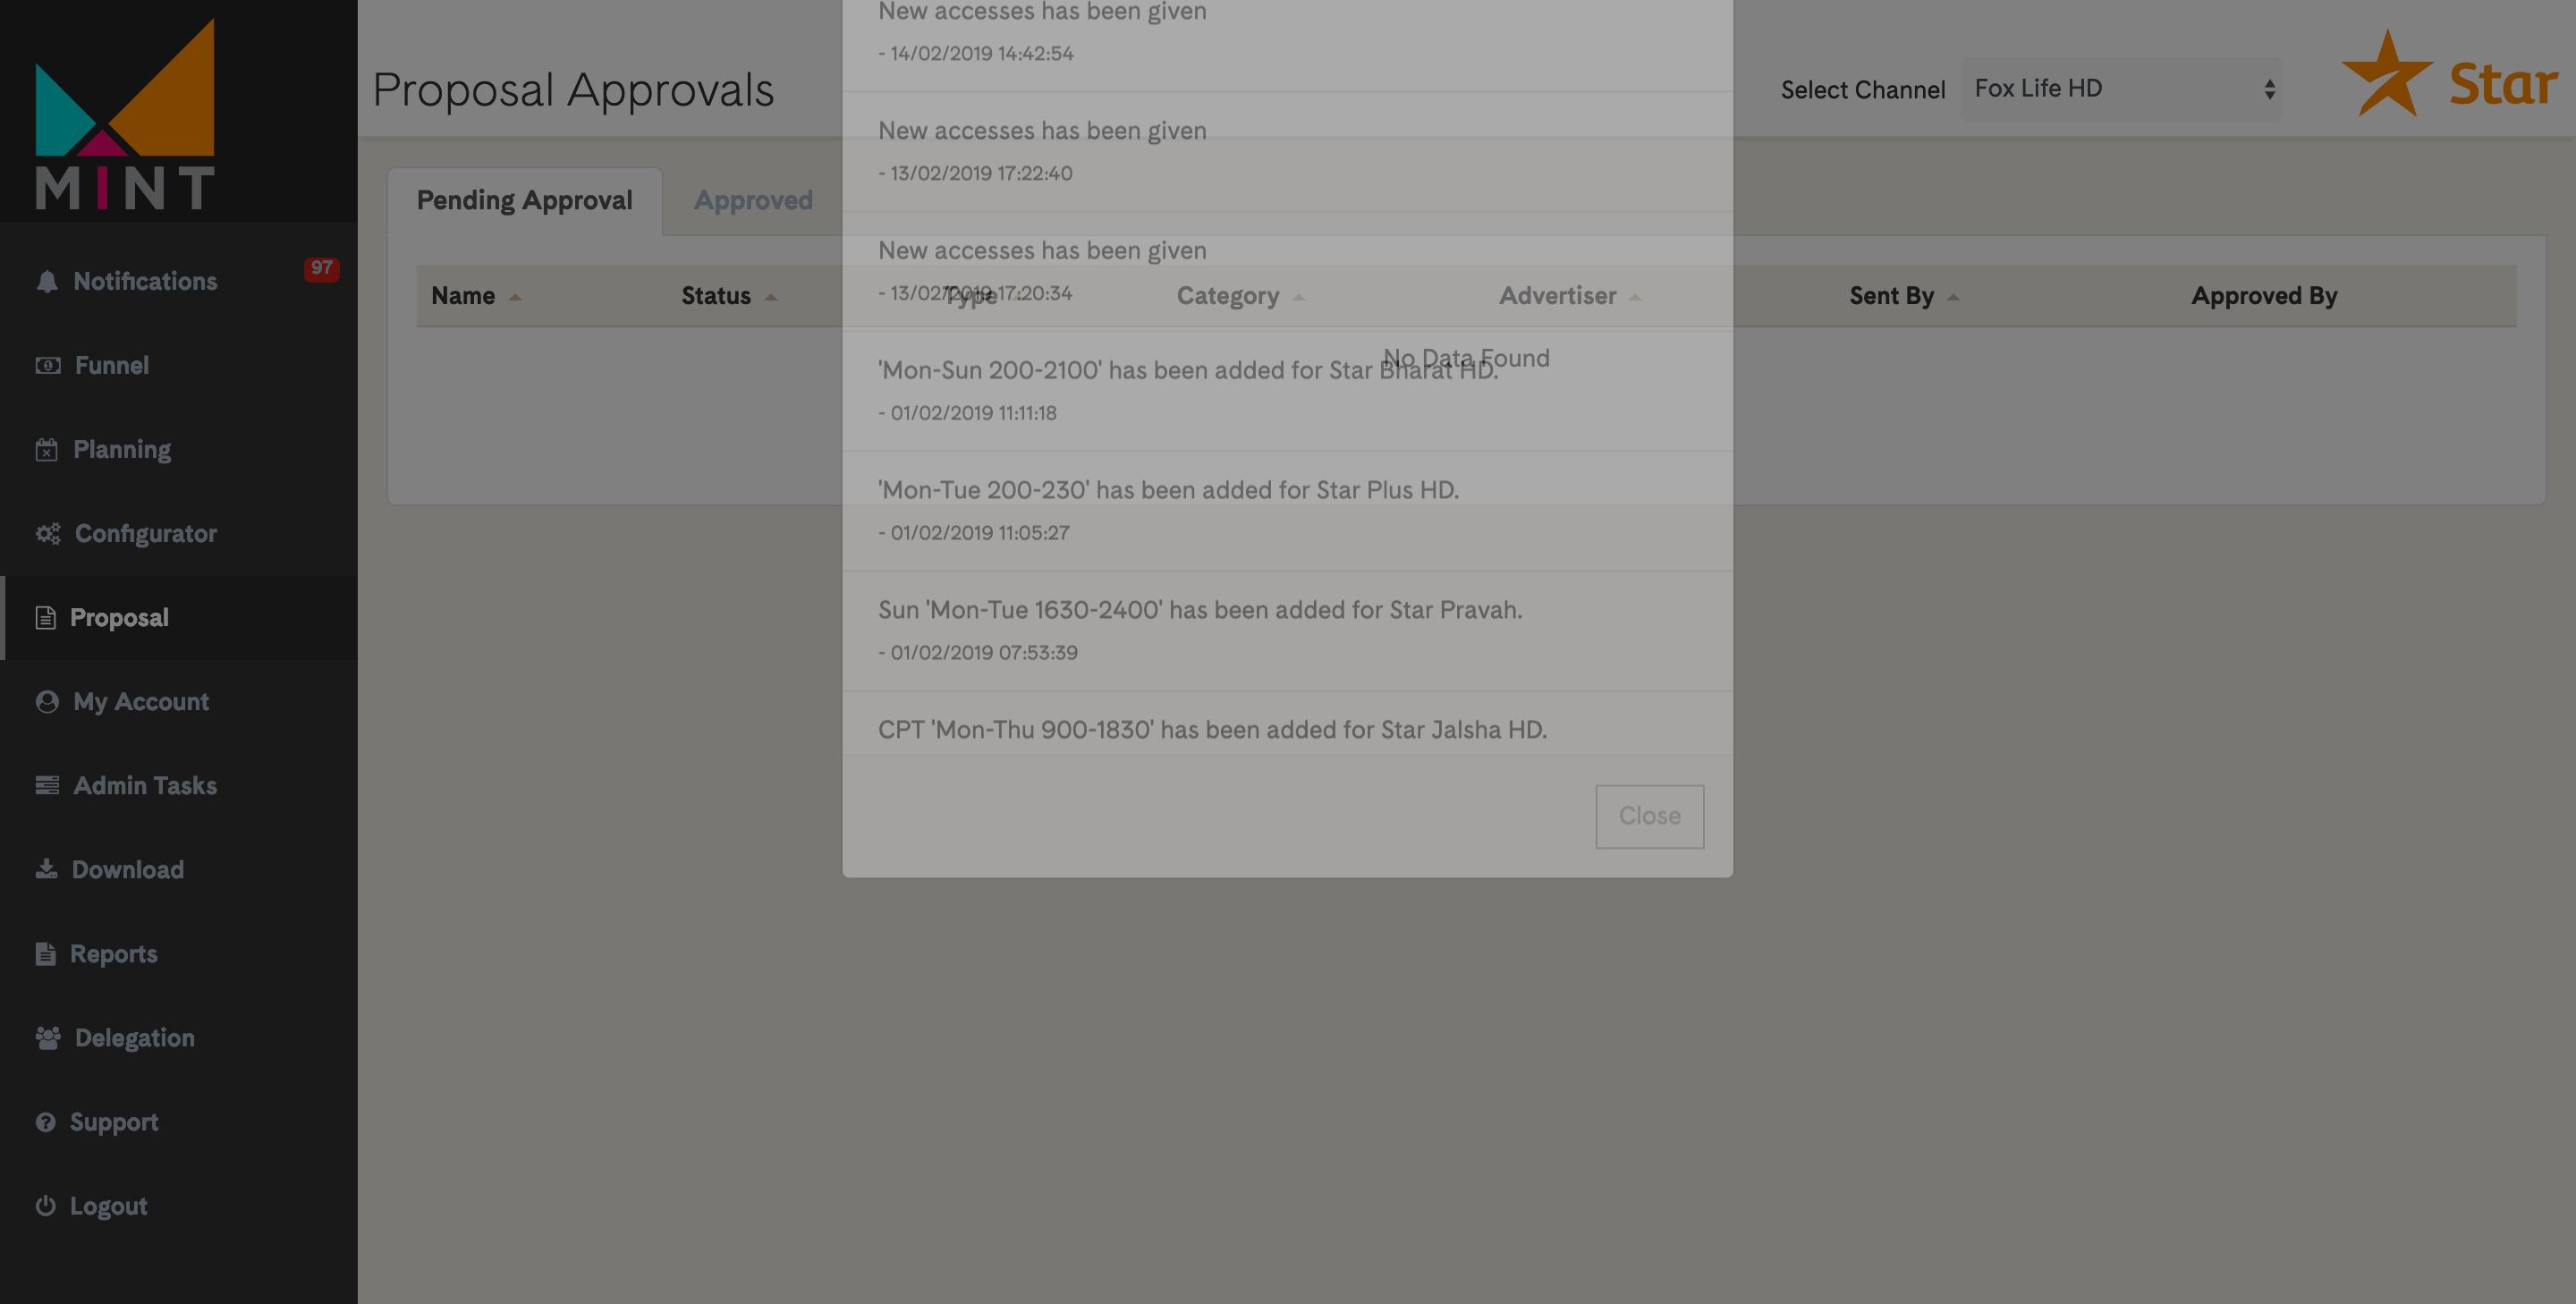 MINT
Notifications
97
Funnel
Planning
Configurator
Proposal
My Account
Admin Tasks
Download
Reports
Delegation
Support
Logout
Proposal Approvals
Select Channel
Fox Life HD
Star
Pending Approval
Approved
Name
Status
Type
Category
Advertiser
Sent By
Approved By
No Data Found
New accesses has been given
- 14/02/2019 14:42:54
New accesses has been given
- 13/02/2019 17:22:40
New accesses has been given
- 13/02/2019 17:20:34
'Mon-Sun 200-2100' has been added for Star Bharat HD.
- 01/02/2019 11:11:18
'Mon-Tue 200-230' has been added for Star Plus HD.
- 01/02/2019 11:05:27
Sun 'Mon-Tue 1630-2400' has been added for Star Pravah.
- 01/02/2019 07:53:39
CPT 'Mon-Thu 900-1830' has been added for Star Jalsha HD.
Close